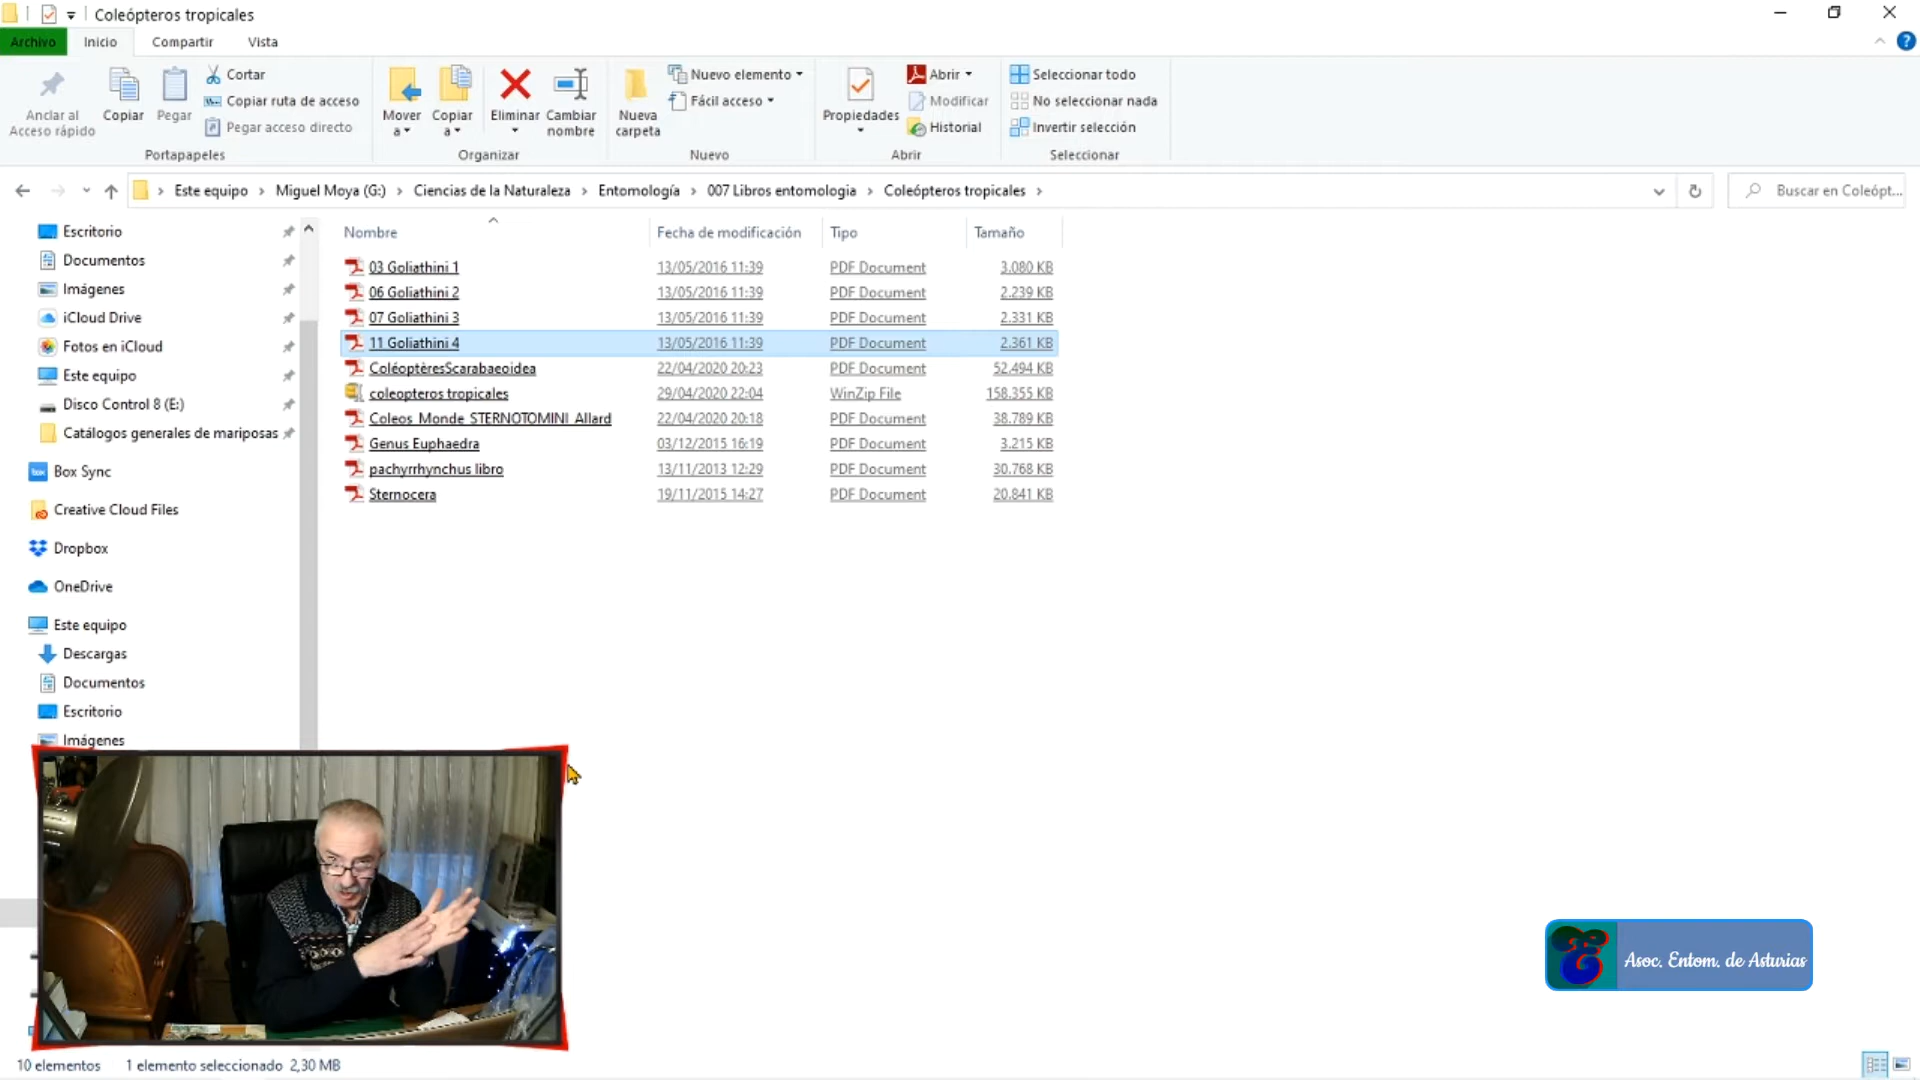 Coleópteros tropicales
Archivo
Inicio
Compartir
Vista
Anclar al
Acceso rápido
Copiar
Pegar
Cortar
Copiar ruta de acceso
Pegar acceso directo
Portapapeles
Mover
a
Copiar
a
Eliminar
Cambiar
nombre
Organizar
Nueva
carpeta
Nuevo elemento
Fácil acceso
Nuevo
Propiedades
Abrir
Modificar
Historial
Abrir
Seleccionar todo
No seleccionar nada
Invertir selección
Seleccionar
Este equipo > Miguel Moya (G:) > Ciencias de la Naturaleza > Entomología > 007 Libros entomologia > Coleópteros tropicales >
Buscar en Coleópt...
Escritorio
Documentos
Imágenes
iCloud Drive
Fotos en iCloud
Este equipo
Disco Control 8 (E:)
Catálogos generales de mariposas
Box Sync
Creative Cloud Files
Dropbox
OneDrive
Este equipo
Descargas
Documentos
Escritorio
Imágenes
Nombre Fecha de modificación Tipo Tamaño
03 Goliathini 1 13/05/2016 11:39 PDF Document 3.080 KB
06 Goliathini 2 13/05/2016 11:39 PDF Document 2.239 KB
07 Goliathini 3 13/05/2016 11:39 PDF Document 2.331 KB
11 Goliathini 4 13/05/2016 11:39 PDF Document 2.361 KB
ColéoptèresScarabaeoidea 22/04/2020 20:23 PDF Document 52.494 KB
coleopteros tropicales 29/04/2020 22:04 WinZip File 158.355 KB
Coleos_Monde_STERNOTOMINI_Allard 22/04/2020 20:18 PDF Document 38.789 KB
Genus Euphaedra 03/12/2015 16:19 PDF Document 3.215 KB
pachyrrhynchus libro 13/11/2013 12:29 PDF Document 30.768 KB
Sternocera 19/11/2015 14:27 PDF Document 20.841 KB
Asoc. Entom. de Asturias
10 elementos 1 elemento seleccionado 2,30 MB